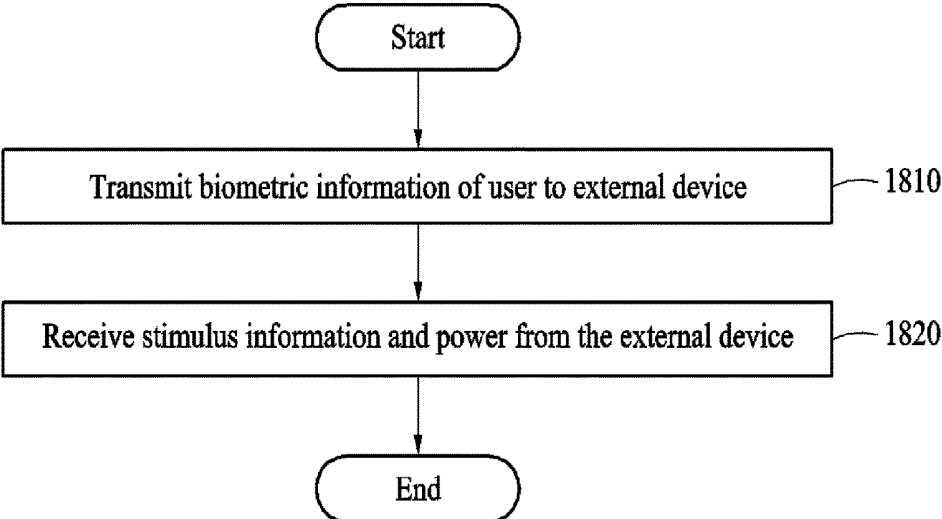 Start
Transmit biometric information of user to external device
1810
Receive stimulus information and power from the external device
1820
End